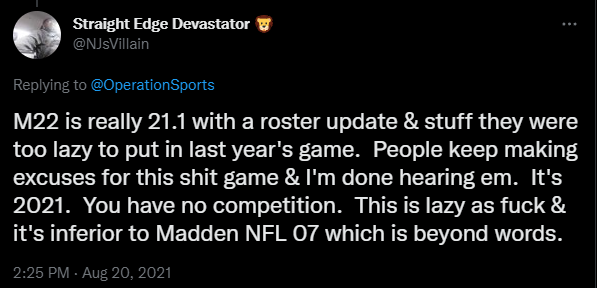 Straight Edge Devastator 🦁
@NJsVillain
Replying to @OperationSports
M22 is really 21.1 with a roster update & stuff they were
too lazy to put in last year's game.  People keep making
excuses for this shit game & I'm done hearing em.  It's
2021.  You have no competition.  This is lazy as fuck &
it's inferior to Madden NFL 07 which is beyond words.
2:25 PM · Aug 20, 2021